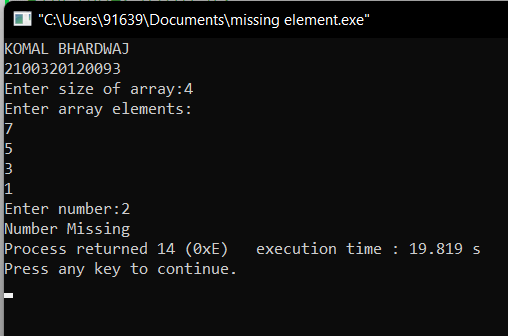 "C:\Users\91639\Documents\missing element.exe"
KOMAL BHARDWAJ
2100320120093
Enter size of array:4
Enter array elements:
7
5
3
1
Enter number:2
Number Missing
Process returned 14 (0xE)   execution time : 19.819 s
Press any key to continue.